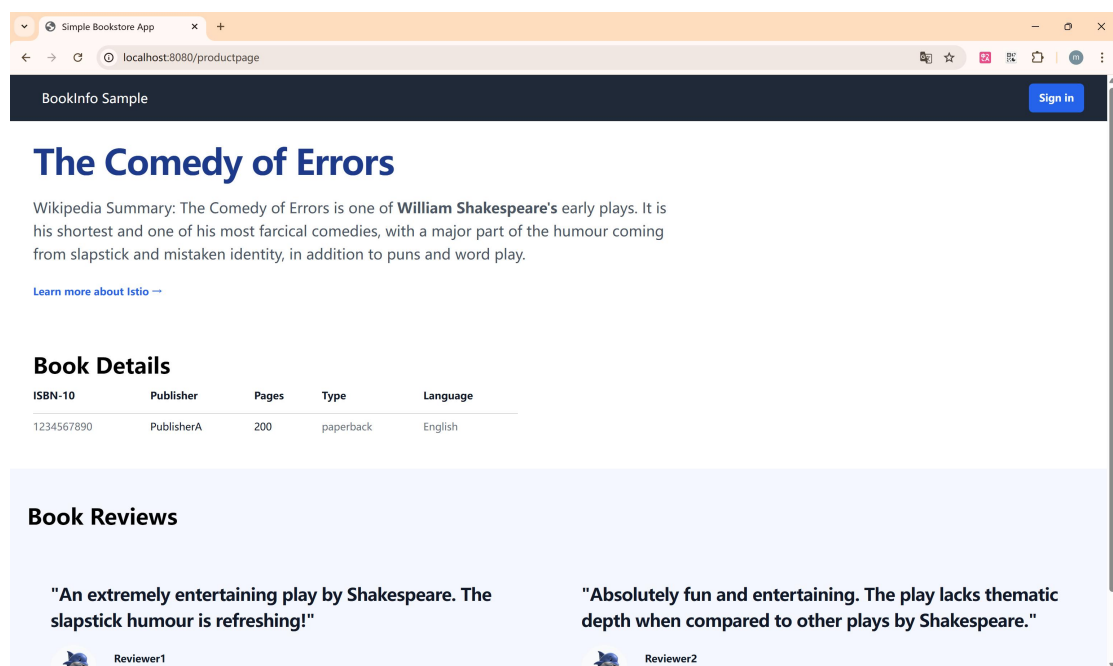 Simple Bookstore App
localhost:8080/productpage
m
BookInfo Sample
Sign in
The Comedy of Errors
Wikipedia Summary: The Comedy of Errors is one of William Shakespeare's early plays. It is
his shortest and one of his most farcical comedies, with a major part of the humour coming
from slapstick and mistaken identity, in addition to puns and word play.
Learn more about Istio →
Book Details
ISBN-10 Publisher Pages Type Language
1234567890 PublisherA 200 paperback English
Book Reviews
"An extremely entertaining play by Shakespeare. The
slapstick humour is refreshing!"
Reviewer1
"Absolutely fun and entertaining. The play lacks thematic
depth when compared to other plays by Shakespeare."
Reviewer2